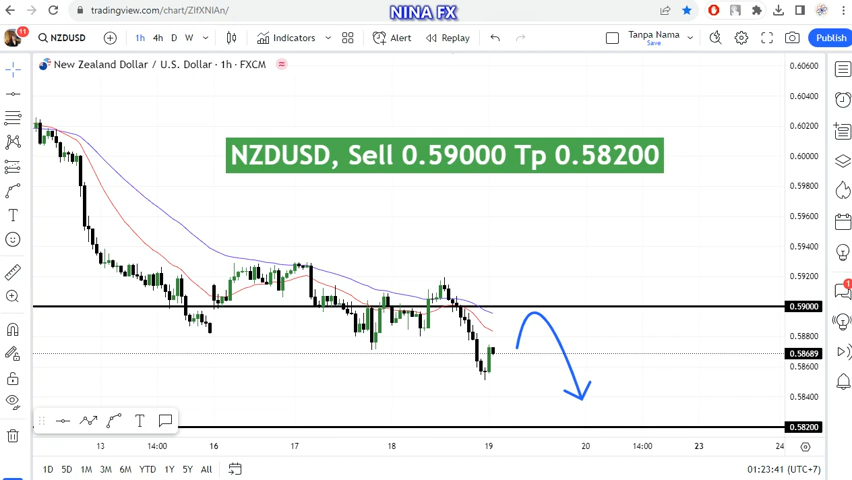 NINA FX
tradingview.com/chart/ZIfXNIAn/
NZDUSD 1h 4h D W Indicators Alert Replay Tanpa Nama Save Publish
New Zealand Dollar / U.S. Dollar · 1h · FXCM
NZDUSD, Sell 0.59000 Tp 0.58200
0.60600
0.60400
0.60200
0.60000
0.59800
0.59600
0.59400
0.59200
0.59000
0.58800
0.58689
0.58600
0.58400
0.58200
1
13 14:00 16 17 18 19 20 14:00 23 24
1D 5D 1M 3M 6M YTD 1Y 5Y All 01:23:41 (UTC+7)